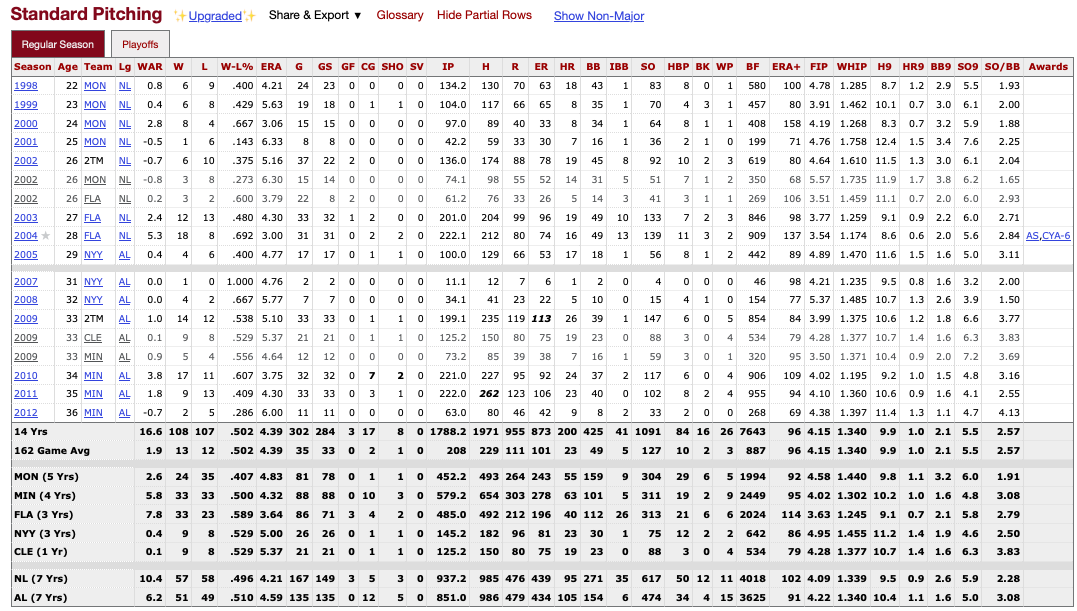 Standard Pitching ✨Upgraded✨ Share & Export ▼ Glossary Hide Partial Rows Show Non-Major
Regular Season Playoffs
Season Age Team Lg WAR W L W-L% ERA G GS GF CG SHO SV IP H R ER HR BB IBB SO HBP BK WP BF ERA+ FIP WHIP H9 HR9 BB9 SO9 SO/BB Awards
1998 22 MON NL 0.8 6 9 .400 4.21 24 23 0 0 0 0 134.2 130 70 63 18 43 1 83 8 0 1 580 100 4.78 1.285 8.7 1.2 2.9 5.5 1.93
1999 23 MON NL 0.4 6 8 .429 5.63 19 18 0 1 1 0 104.0 117 66 65 8 35 1 70 4 3 1 457 80 3.91 1.462 10.1 0.7 3.0 6.1 2.00
2000 24 MON NL 2.8 8 4 .667 3.06 15 15 0 0 0 0 97.0 89 40 33 8 34 1 64 8 1 1 408 158 4.19 1.268 8.3 0.7 3.2 5.9 1.88
2001 25 MON NL -0.5 1 6 .143 6.33 8 8 0 0 0 0 42.2 59 33 30 7 16 1 36 2 1 0 199 71 4.76 1.758 12.4 1.5 3.4 7.6 2.25
2002 26 2TM NL -0.7 6 10 .375 5.16 37 22 2 0 0 0 136.0 174 88 78 19 45 8 92 10 2 3 619 80 4.64 1.610 11.5 1.3 3.0 6.1 2.04
2002 26 MON NL -0.8 3 8 .273 6.30 15 14 0 0 0 0 74.1 98 55 52 14 31 5 51 7 1 2 350 68 5.57 1.735 11.9 1.7 3.8 6.2 1.65
2002 26 FLA NL 0.2 3 2 .600 3.79 22 8 2 0 0 0 61.2 76 33 26 5 14 3 41 3 1 1 269 106 3.51 1.459 11.1 0.7 2.0 6.0 2.93
2003 27 FLA NL 2.4 12 13 .480 4.30 33 32 1 2 0 0 201.0 204 99 96 19 49 10 133 7 2 3 846 98 3.77 1.259 9.1 0.9 2.2 6.0 2.71
2004 ★ 28 FLA NL 5.3 18 8 .692 3.00 31 31 0 2 2 0 222.1 212 80 74 16 49 13 139 11 3 2 909 137 3.54 1.174 8.6 0.6 2.0 5.6 2.84 AS,CYA-6
2005 29 NYY AL 0.4 4 6 .400 4.77 17 17 0 1 1 0 100.0 129 66 53 17 18 1 56 8 1 2 442 89 4.89 1.470 11.6 1.5 1.6 5.0 3.11
2007 31 NYY AL 0.0 1 0 1.000 4.76 2 2 0 0 0 0 11.1 12 7 6 1 2 0 4 0 0 0 46 98 4.21 1.235 9.5 0.8 1.6 3.2 2.00
2008 32 NYY AL 0.0 4 2 .667 5.77 7 7 0 0 0 0 34.1 41 23 22 5 10 0 15 4 1 0 154 77 5.37 1.485 10.7 1.3 2.6 3.9 1.50
2009 33 2TM AL 1.0 14 12 .538 5.10 33 33 0 1 1 0 199.1 235 119 113 26 39 1 147 6 0 5 854 84 3.99 1.375 10.6 1.2 1.8 6.6 3.77
2009 33 CLE AL 0.1 9 8 .529 5.37 21 21 0 1 1 0 125.2 150 80 75 19 23 0 88 3 0 4 534 79 4.28 1.377 10.7 1.4 1.6 6.3 3.83
2009 33 MIN AL 0.9 5 4 .556 4.64 12 12 0 0 0 0 73.2 85 39 38 7 16 1 59 3 0 1 320 95 3.50 1.371 10.4 0.9 2.0 7.2 3.69
2010 34 MIN AL 3.8 17 11 .607 3.75 32 32 0 7 2 0 221.0 227 95 92 24 37 2 117 6 0 4 906 109 4.02 1.195 9.2 1.0 1.5 4.8 3.16
2011 35 MIN AL 1.8 9 13 .409 4.30 33 33 0 3 1 0 222.0 262 123 106 23 40 0 102 8 2 4 955 94 4.10 1.360 10.6 0.9 1.6 4.1 2.55
2012 36 MIN AL -0.7 2 5 .286 6.00 11 11 0 0 0 0 63.0 80 46 42 9 8 2 33 2 0 0 268 69 4.38 1.397 11.4 1.3 1.1 4.7 4.13
14 Yrs 16.6 108 107 .502 4.39 302 284 3 17 8 0 1788.2 1971 955 873 200 425 41 1091 84 16 26 7643 96 4.15 1.340 9.9 1.0 2.1 5.5 2.57
162 Game Avg 1.9 13 12 .502 4.39 35 33 0 2 1 0 208 229 111 101 23 49 5 127 10 2 3 887 96 4.15 1.340 9.9 1.0 2.1 5.5 2.57
MON (5 Yrs) 2.6 24 35 .407 4.83 81 78 0 1 1 0 452.2 493 264 243 55 159 9 304 29 6 5 1994 92 4.58 1.440 9.8 1.1 3.2 6.0 1.91
MIN (4 Yrs) 5.8 33 33 .500 4.32 88 88 0 10 3 0 579.2 654 303 278 63 101 5 311 19 2 9 2449 95 4.02 1.302 10.2 1.0 1.6 4.8 3.08
FLA (3 Yrs) 7.8 33 23 .589 3.64 86 71 3 4 2 0 485.0 492 212 196 40 112 26 313 21 6 6 2024 114 3.63 1.245 9.1 0.7 2.1 5.8 2.79
NYY (3 Yrs) 0.4 9 8 .529 5.00 26 26 0 1 1 0 145.2 182 96 81 23 30 1 75 12 2 2 642 86 4.95 1.455 11.2 1.4 1.9 4.6 2.50
CLE (1 Yr) 0.1 9 8 .529 5.37 21 21 0 1 1 0 125.2 150 80 75 19 23 0 88 3 0 4 534 79 4.28 1.377 10.7 1.4 1.6 6.3 3.83
NL (7 Yrs) 10.4 57 58 .496 4.21 167 149 3 5 3 0 937.2 985 476 439 95 271 35 617 50 12 11 4018 102 4.09 1.339 9.5 0.9 2.6 5.9 2.28
AL (7 Yrs) 6.2 51 49 .510 4.59 135 135 0 12 5 0 851.0 986 479 434 105 154 6 474 34 4 15 3625 91 4.22 1.340 10.4 1.1 1.6 5.0 3.08